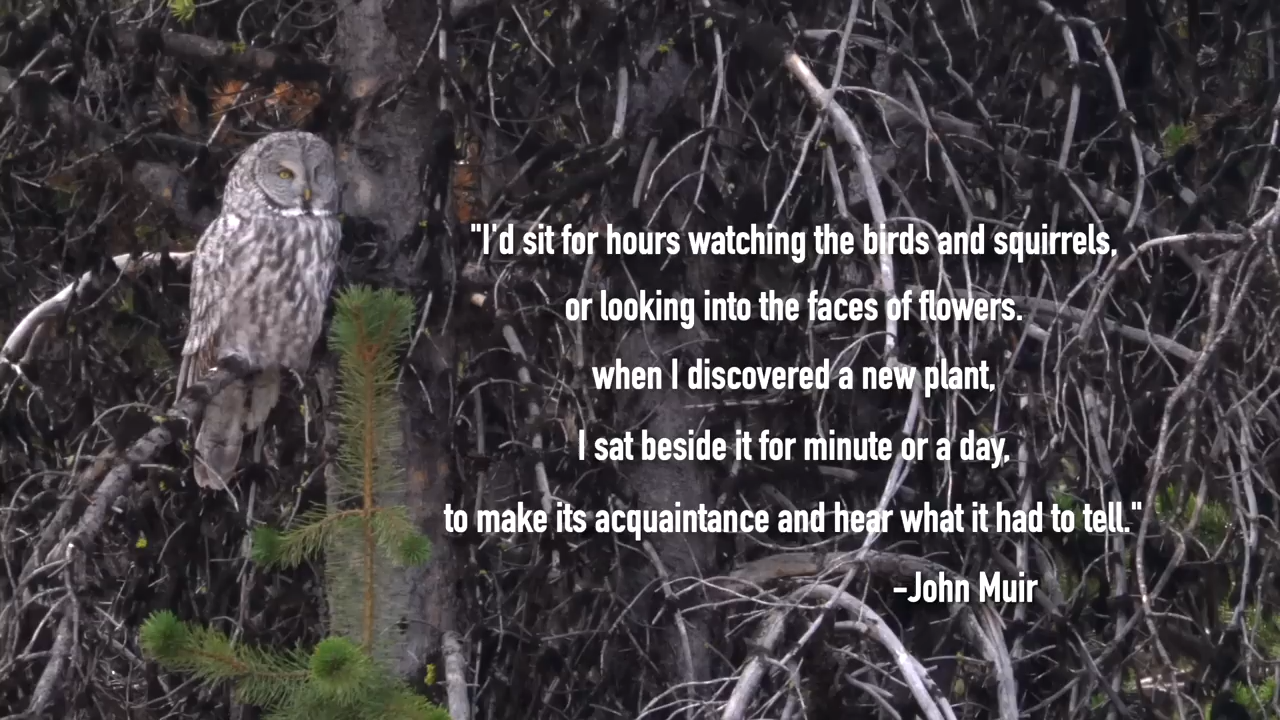 "I'd sit for hours watching the birds and squirrels,
or looking into the faces of flowers.
when I discovered a new plant,
I sat beside it for minute or a day,
to make its acquaintance and hear what it had to tell."
-John Muir